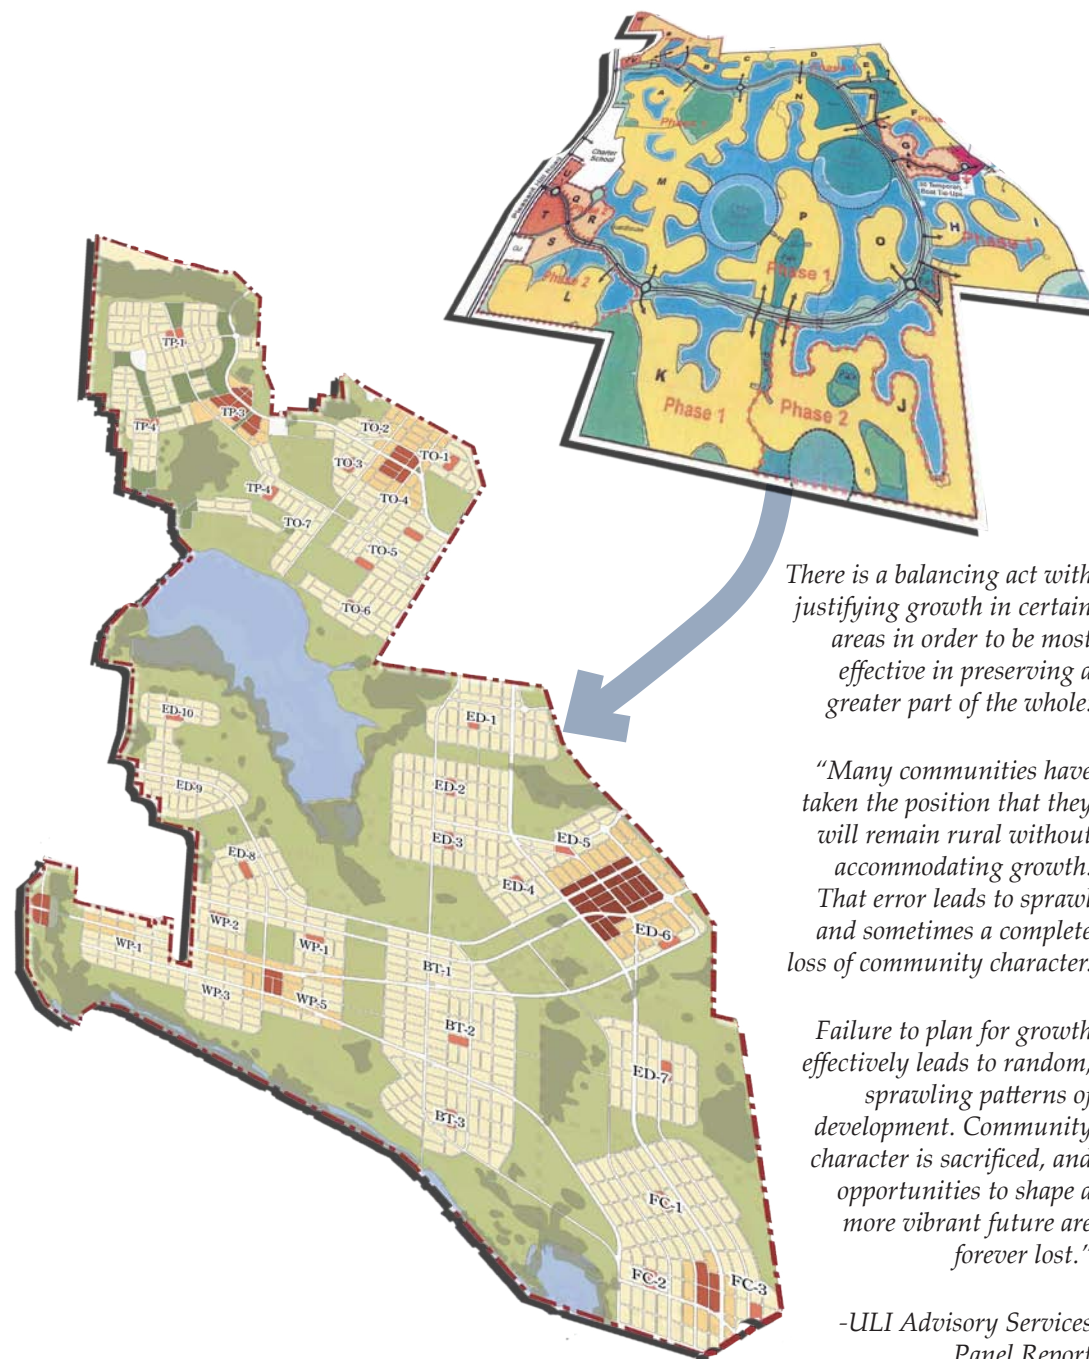 A
B
C
D
E
E
F
G
H
I
J
K
L
M
N
O
P
Q
R
S
T
U
Charter
School
Phase 2
Phase 2
Phase 1
Phase 1
Phase 1
Phase 2
Park
TP-1
TP-3
TP-4
TP-4
TO-2
TO-1
TO-3
TO-4
TO-7
TO-5
TO-6
ED-10
ED-1
ED-9
ED-2
ED-3
ED-5
ED-8
ED-4
ED-6
WP-2
WP-1
WP-1
BT-1
WP-3
WP-5
BT-2
ED-7
BT-3
FC-1
FC-2
FC-3
There is a balancing act with
justifying growth in certain
areas in order to be most
effective in preserving a
greater part of the whole.
“Many communities have
taken the position that they
will remain rural without
accommodating growth.
That error leads to sprawl
and sometimes a complete
loss of community character.
Failure to plan for growth
effectively leads to random,
sprawling patterns of
development. Community
character is sacrificed, and
opportunities to shape a
more vibrant future are
forever lost.”
-ULI Advisory Services
Panel Report